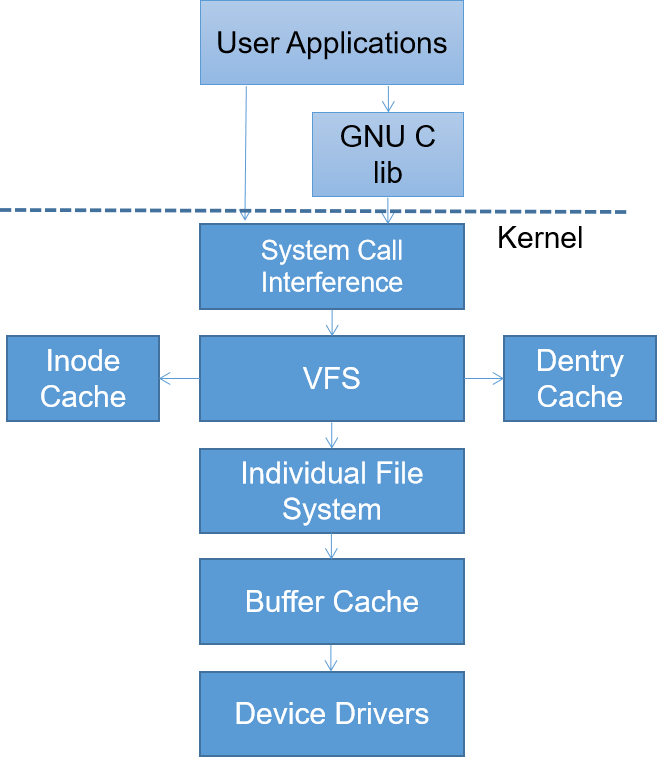 User Applications
GNU C
lib
Kernel
System Call
Interference
Inode
Cache
VFS
Dentry
Cache
Individual File
System
Buffer Cache
Device Drivers